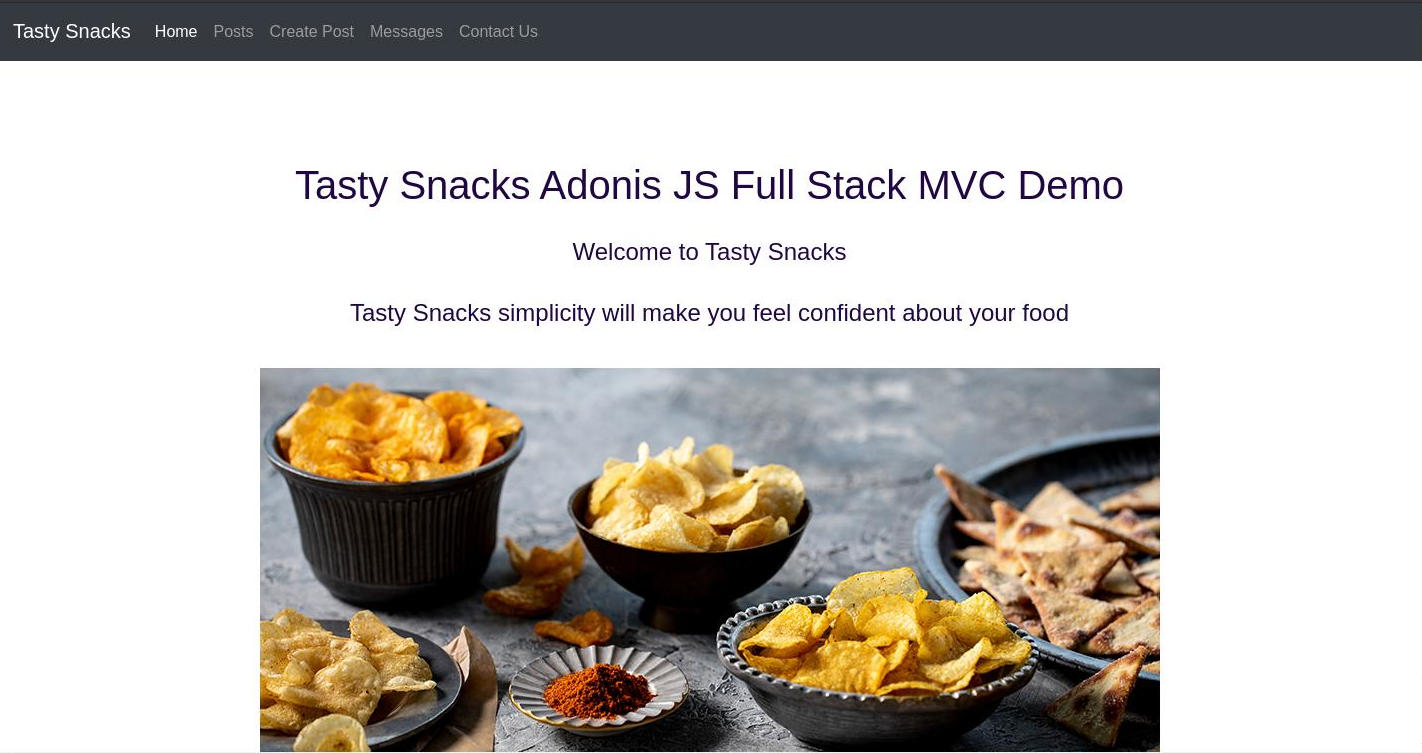 Tasty Snacks Home Posts Create Post Messages Contact Us
Tasty Snacks Adonis JS Full Stack MVC Demo
Welcome to Tasty Snacks
Tasty Snacks simplicity will make you feel confident about your food